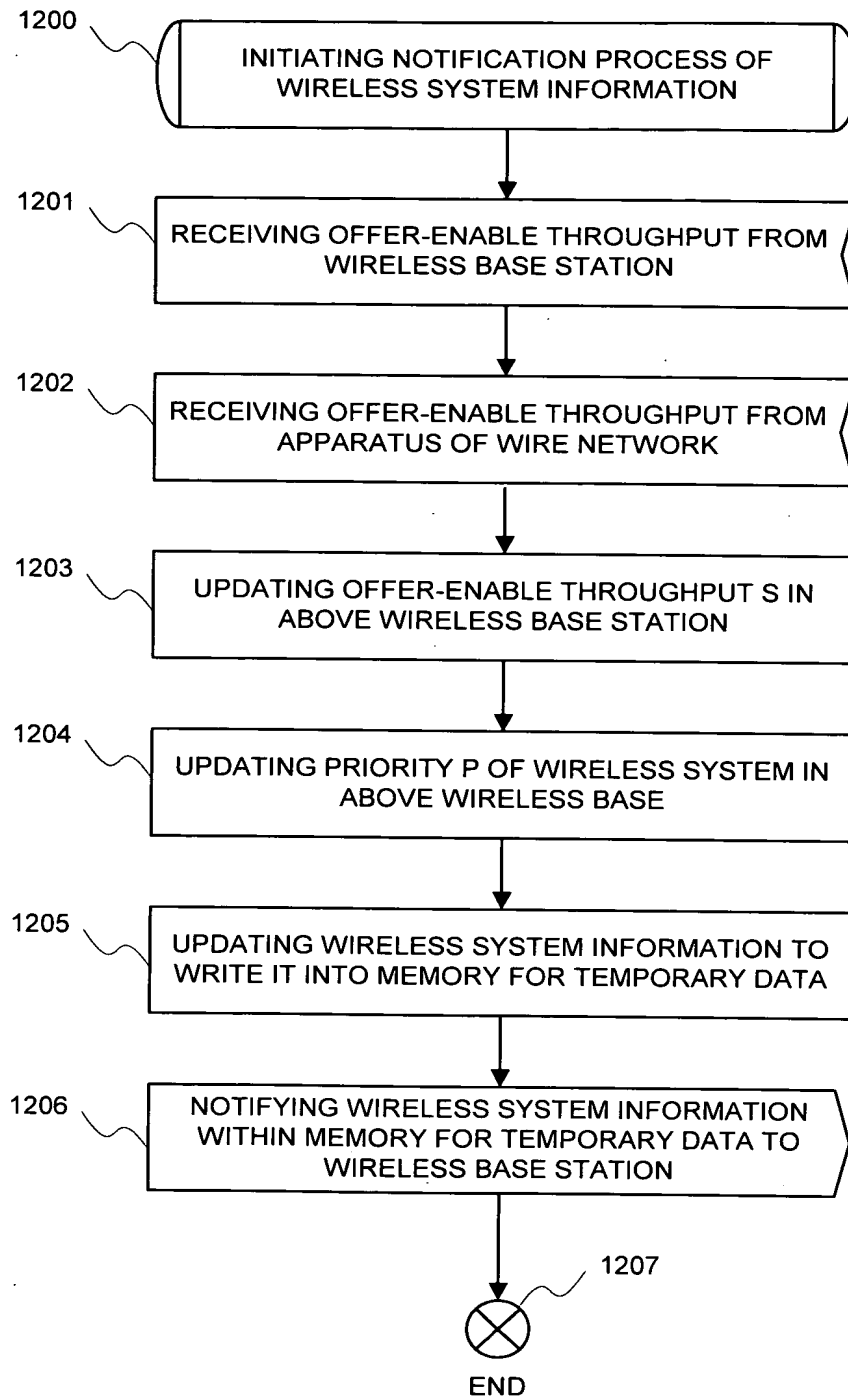 1200
INITIATING NOTIFICATION PROCESS OF
WIRELESS SYSTEM INFORMATION
1201
RECEIVING OFFER-ENABLE THROUGHPUT FROM
WIRELESS BASE STATION
1202
RECEIVING OFFER-ENABLE THROUGHPUT FROM
APPARATUS OF WIRE NETWORK
1203
UPDATING OFFER-ENABLE THROUGHPUT S IN
ABOVE WIRELESS BASE STATION
1204
UPDATING PRIORITY P OF WIRELESS SYSTEM IN
ABOVE WIRELESS BASE
1205
UPDATING WIRELESS SYSTEM INFORMATION TO
WRITE IT INTO MEMORY FOR TEMPORARY DATA
1206
NOTIFYING WIRELESS SYSTEM INFORMATION
WITHIN MEMORY FOR TEMPORARY DATA TO
WIRELESS BASE STATION
1207
END